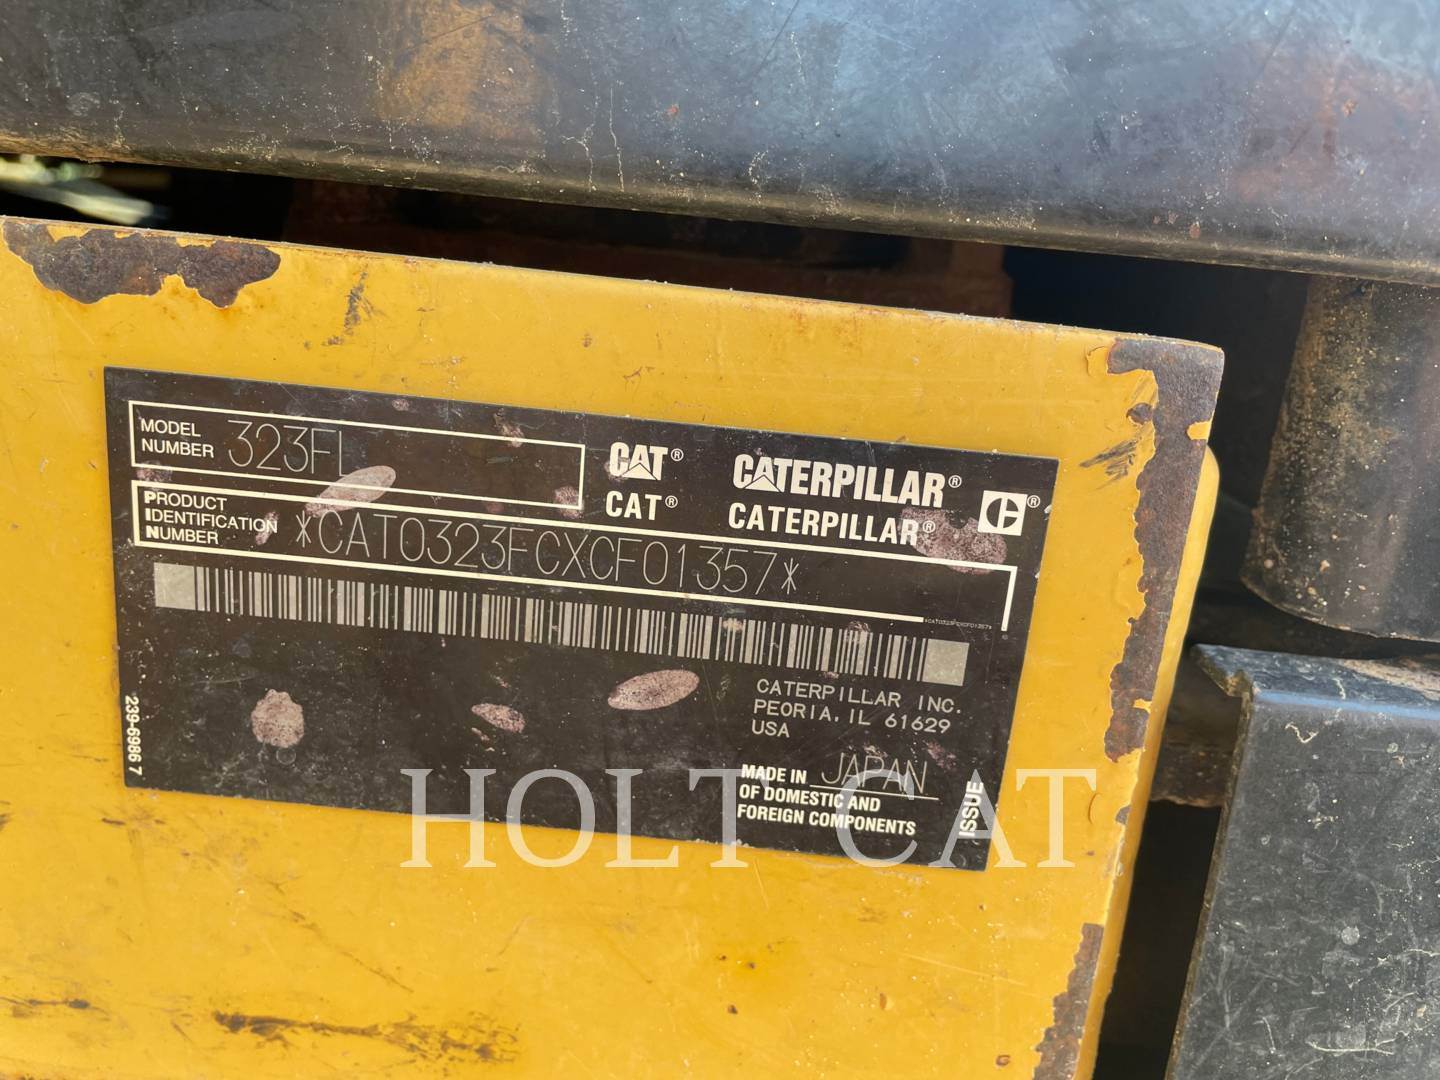 MODEL
NUMBER 323FL
CAT® CATERPILLAR®
CAT® CATERPILLAR®
PRODUCT
IDENTIFICATION
NUMBER *CAT0323FCXCF01357*
*CAT0323FCXCF01357*
239-6986 7
CATERPILLAR INC.
PEORIA, IL 61629
USA
MADE IN JAPAN
OF DOMESTIC AND
FOREIGN COMPONENTS
ISSUE
HOLT CAT